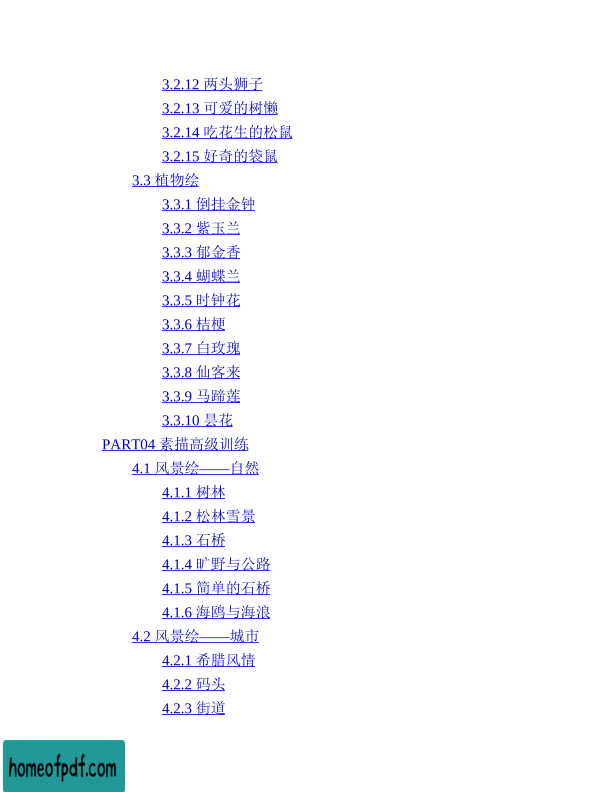 3.2.12 两头狮子
3.2.13 可爱的树懒
3.2.14 吃花生的松鼠
3.2.15 好奇的袋鼠
3.3 植物绘
3.3.1 倒挂金钟
3.3.2 紫玉兰
3.3.3 郁金香
3.3.4 蝴蝶兰
3.3.5 时钟花
3.3.6 桔梗
3.3.7 白玫瑰
3.3.8 仙客来
3.3.9 马蹄莲
3.3.10 昙花
PART04 素描高级训练
4.1 风景绘——自然
4.1.1 树林
4.1.2 松林雪景
4.1.3 石桥
4.1.4 旷野与公路
4.1.5 简单的石桥
4.1.6 海鸥与海浪
4.2 风景绘——城市
4.2.1 希腊风情
4.2.2 码头
4.2.3 街道
homeofpdf.com